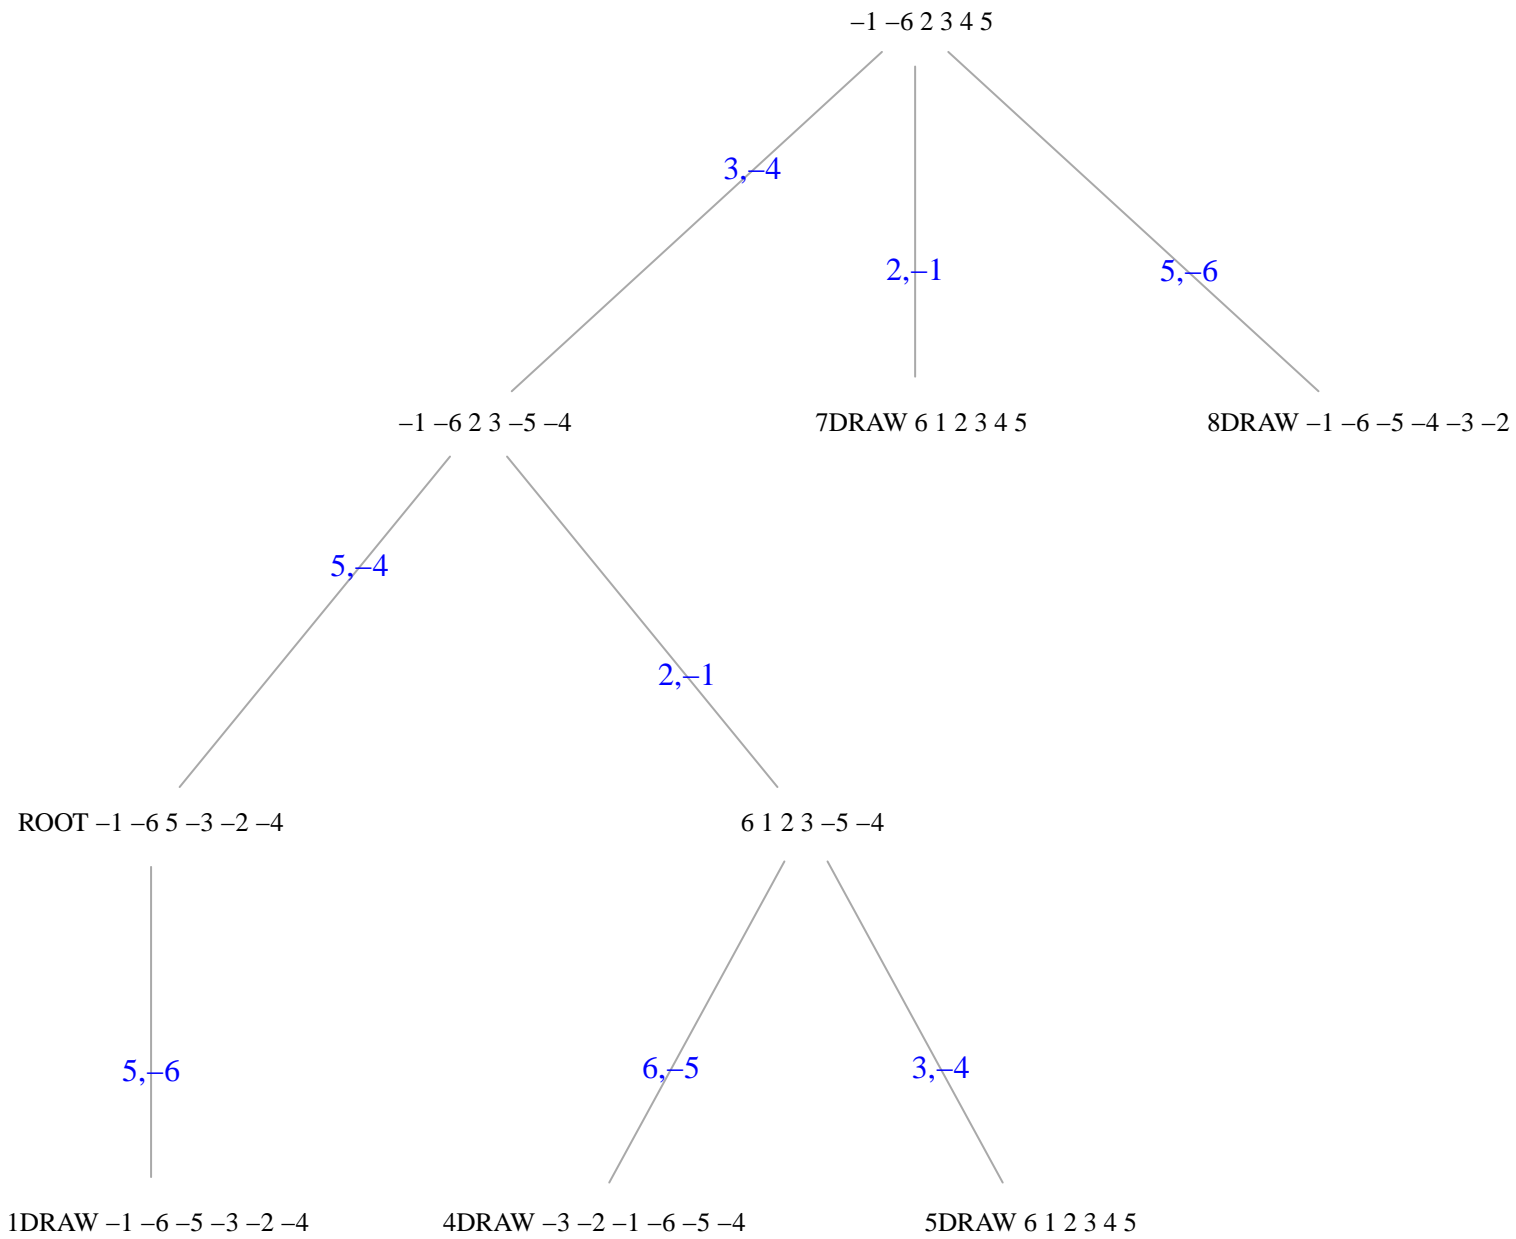 –1 –6 2 3 4 5
3,–4
2,–1
5,–6
–1 –6 2 3 –5 –4
7DRAW 6 1 2 3 4 5
8DRAW –1 –6 –5 –4 –3 –2
5,–4
2,–1
ROOT –1 –6 5 –3 –2 –4
6 1 2 3 –5 –4
5,–6
6,–5
3,–4
1DRAW –1 –6 –5 –3 –2 –4
4DRAW –3 –2 –1 –6 –5 –4
5DRAW 6 1 2 3 4 5